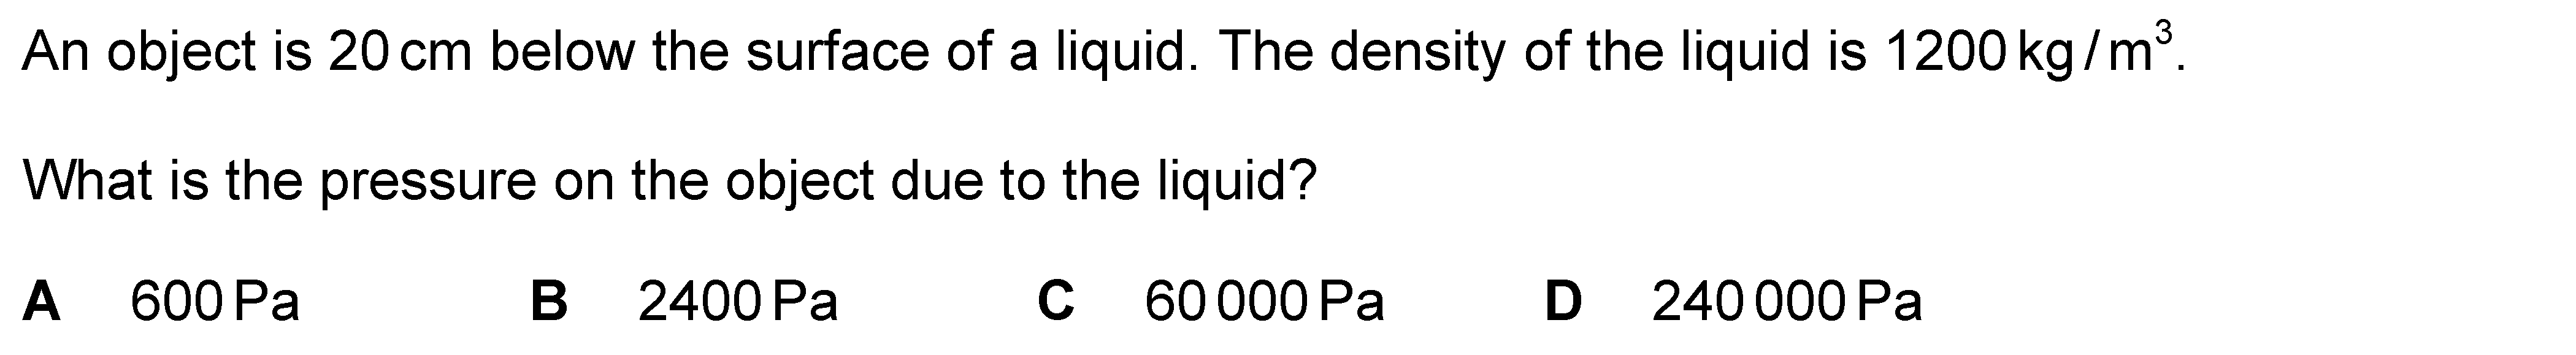 An object is 20 cm below the surface of a liquid. The density of the liquid is 1200 kg / m³.
What is the pressure on the object due to the liquid?
A 600 Pa B 2400 Pa C 60 000 Pa D 240 000 Pa